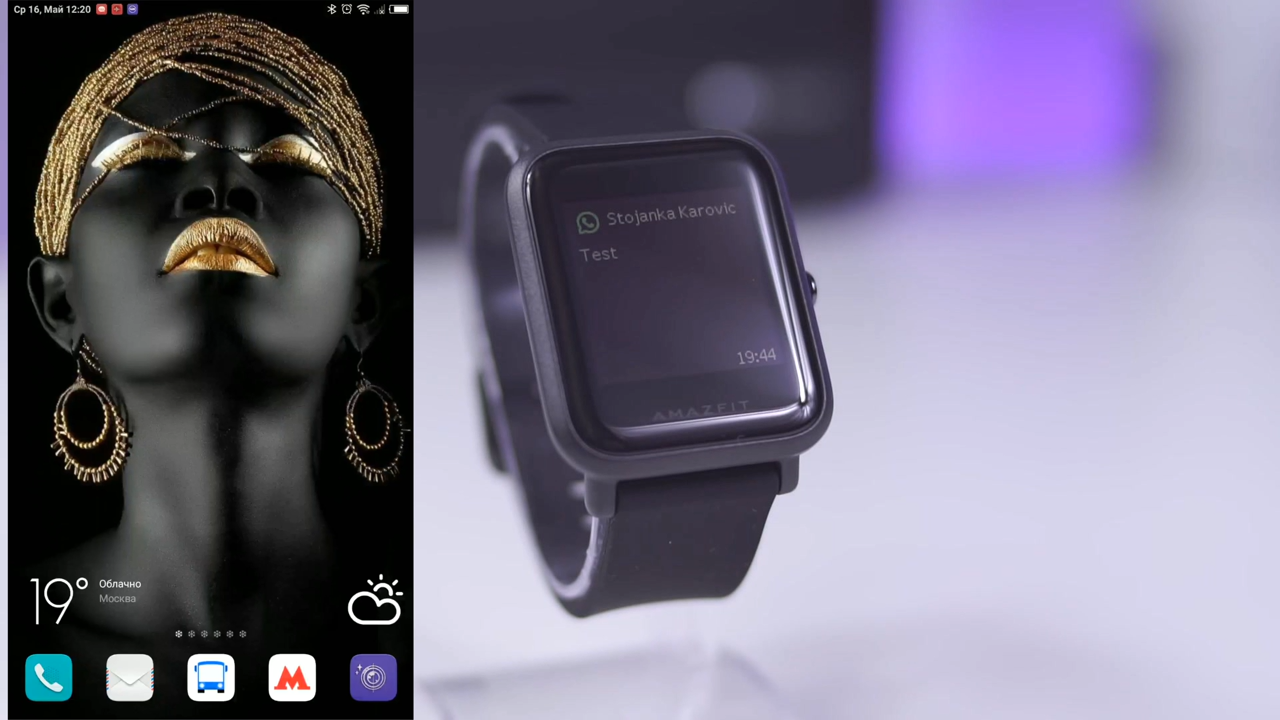 Ср 16, Май 12:20
19°
Облачно
Москва
Stojanka Karovic
Test
19:44
AMAZFIT